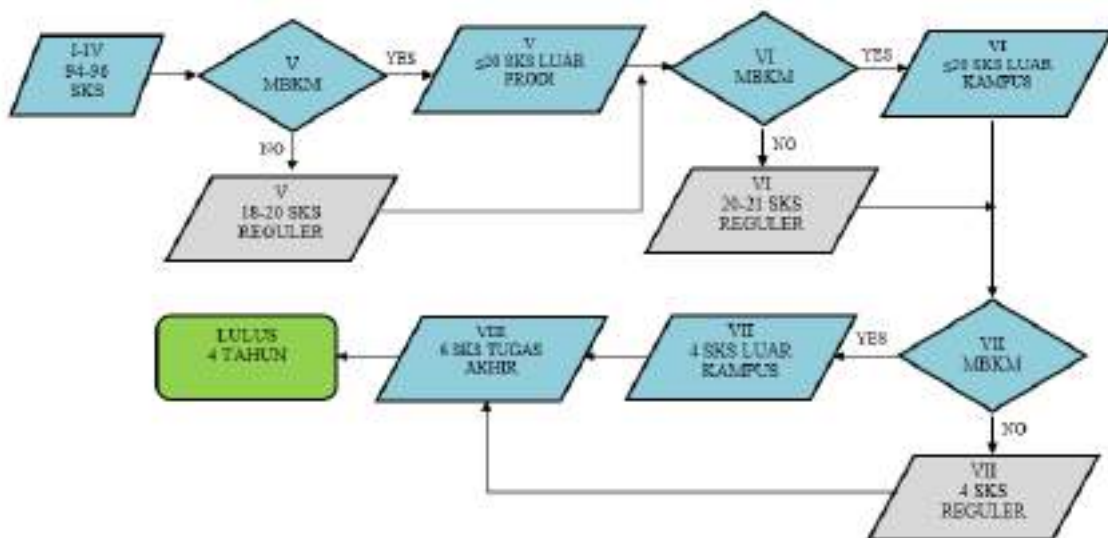 I-IV
94-96
SKS
V
MBKM
YES
V
≤20 SKS LUAR
PRODI
VI
MBKM
YES
VI
≤20 SKS LUAR
KAMPUS
NO
V
18-20 SKS
REGULER
NO
VI
20-21 SKS
REGULER
LULUS
4 TAHUN
VIII
6 SKS TUGAS
AKHIR
VII
4 SKS LUAR
KAMPUS
YES
VII
MBKM
NO
VII
4 SKS
REGULER